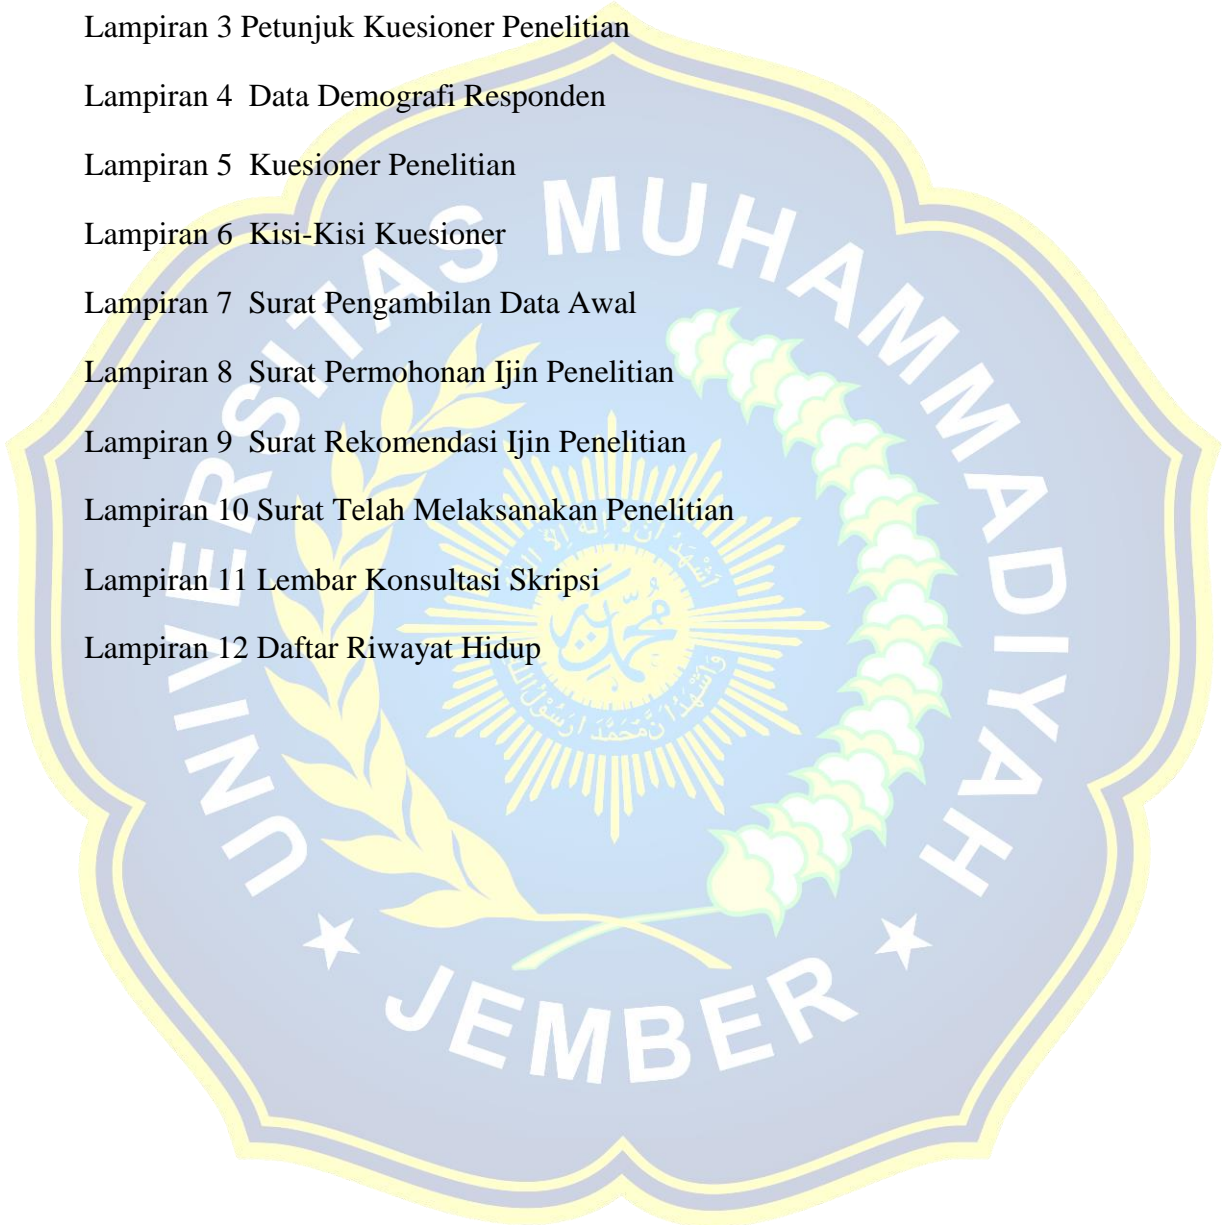 Lampiran 3 Petunjuk Kuesioner Penelitian
Lampiran 4 Data Demografi Responden
Lampiran 5 Kuesioner Penelitian
Lampiran 6 Kisi-Kisi Kuesioner
Lampiran 7 Surat Pengambilan Data Awal
Lampiran 8 Surat Permohonan Ijin Penelitian
Lampiran 9 Surat Rekomendasi Ijin Penelitian
Lampiran 10 Surat Telah Melaksanakan Penelitian
Lampiran 11 Lembar Konsultasi Skripsi
Lampiran 12 Daftar Riwayat Hidup
UNIVERSITAS MUHAMMADIYAH
JEMBER
محمد